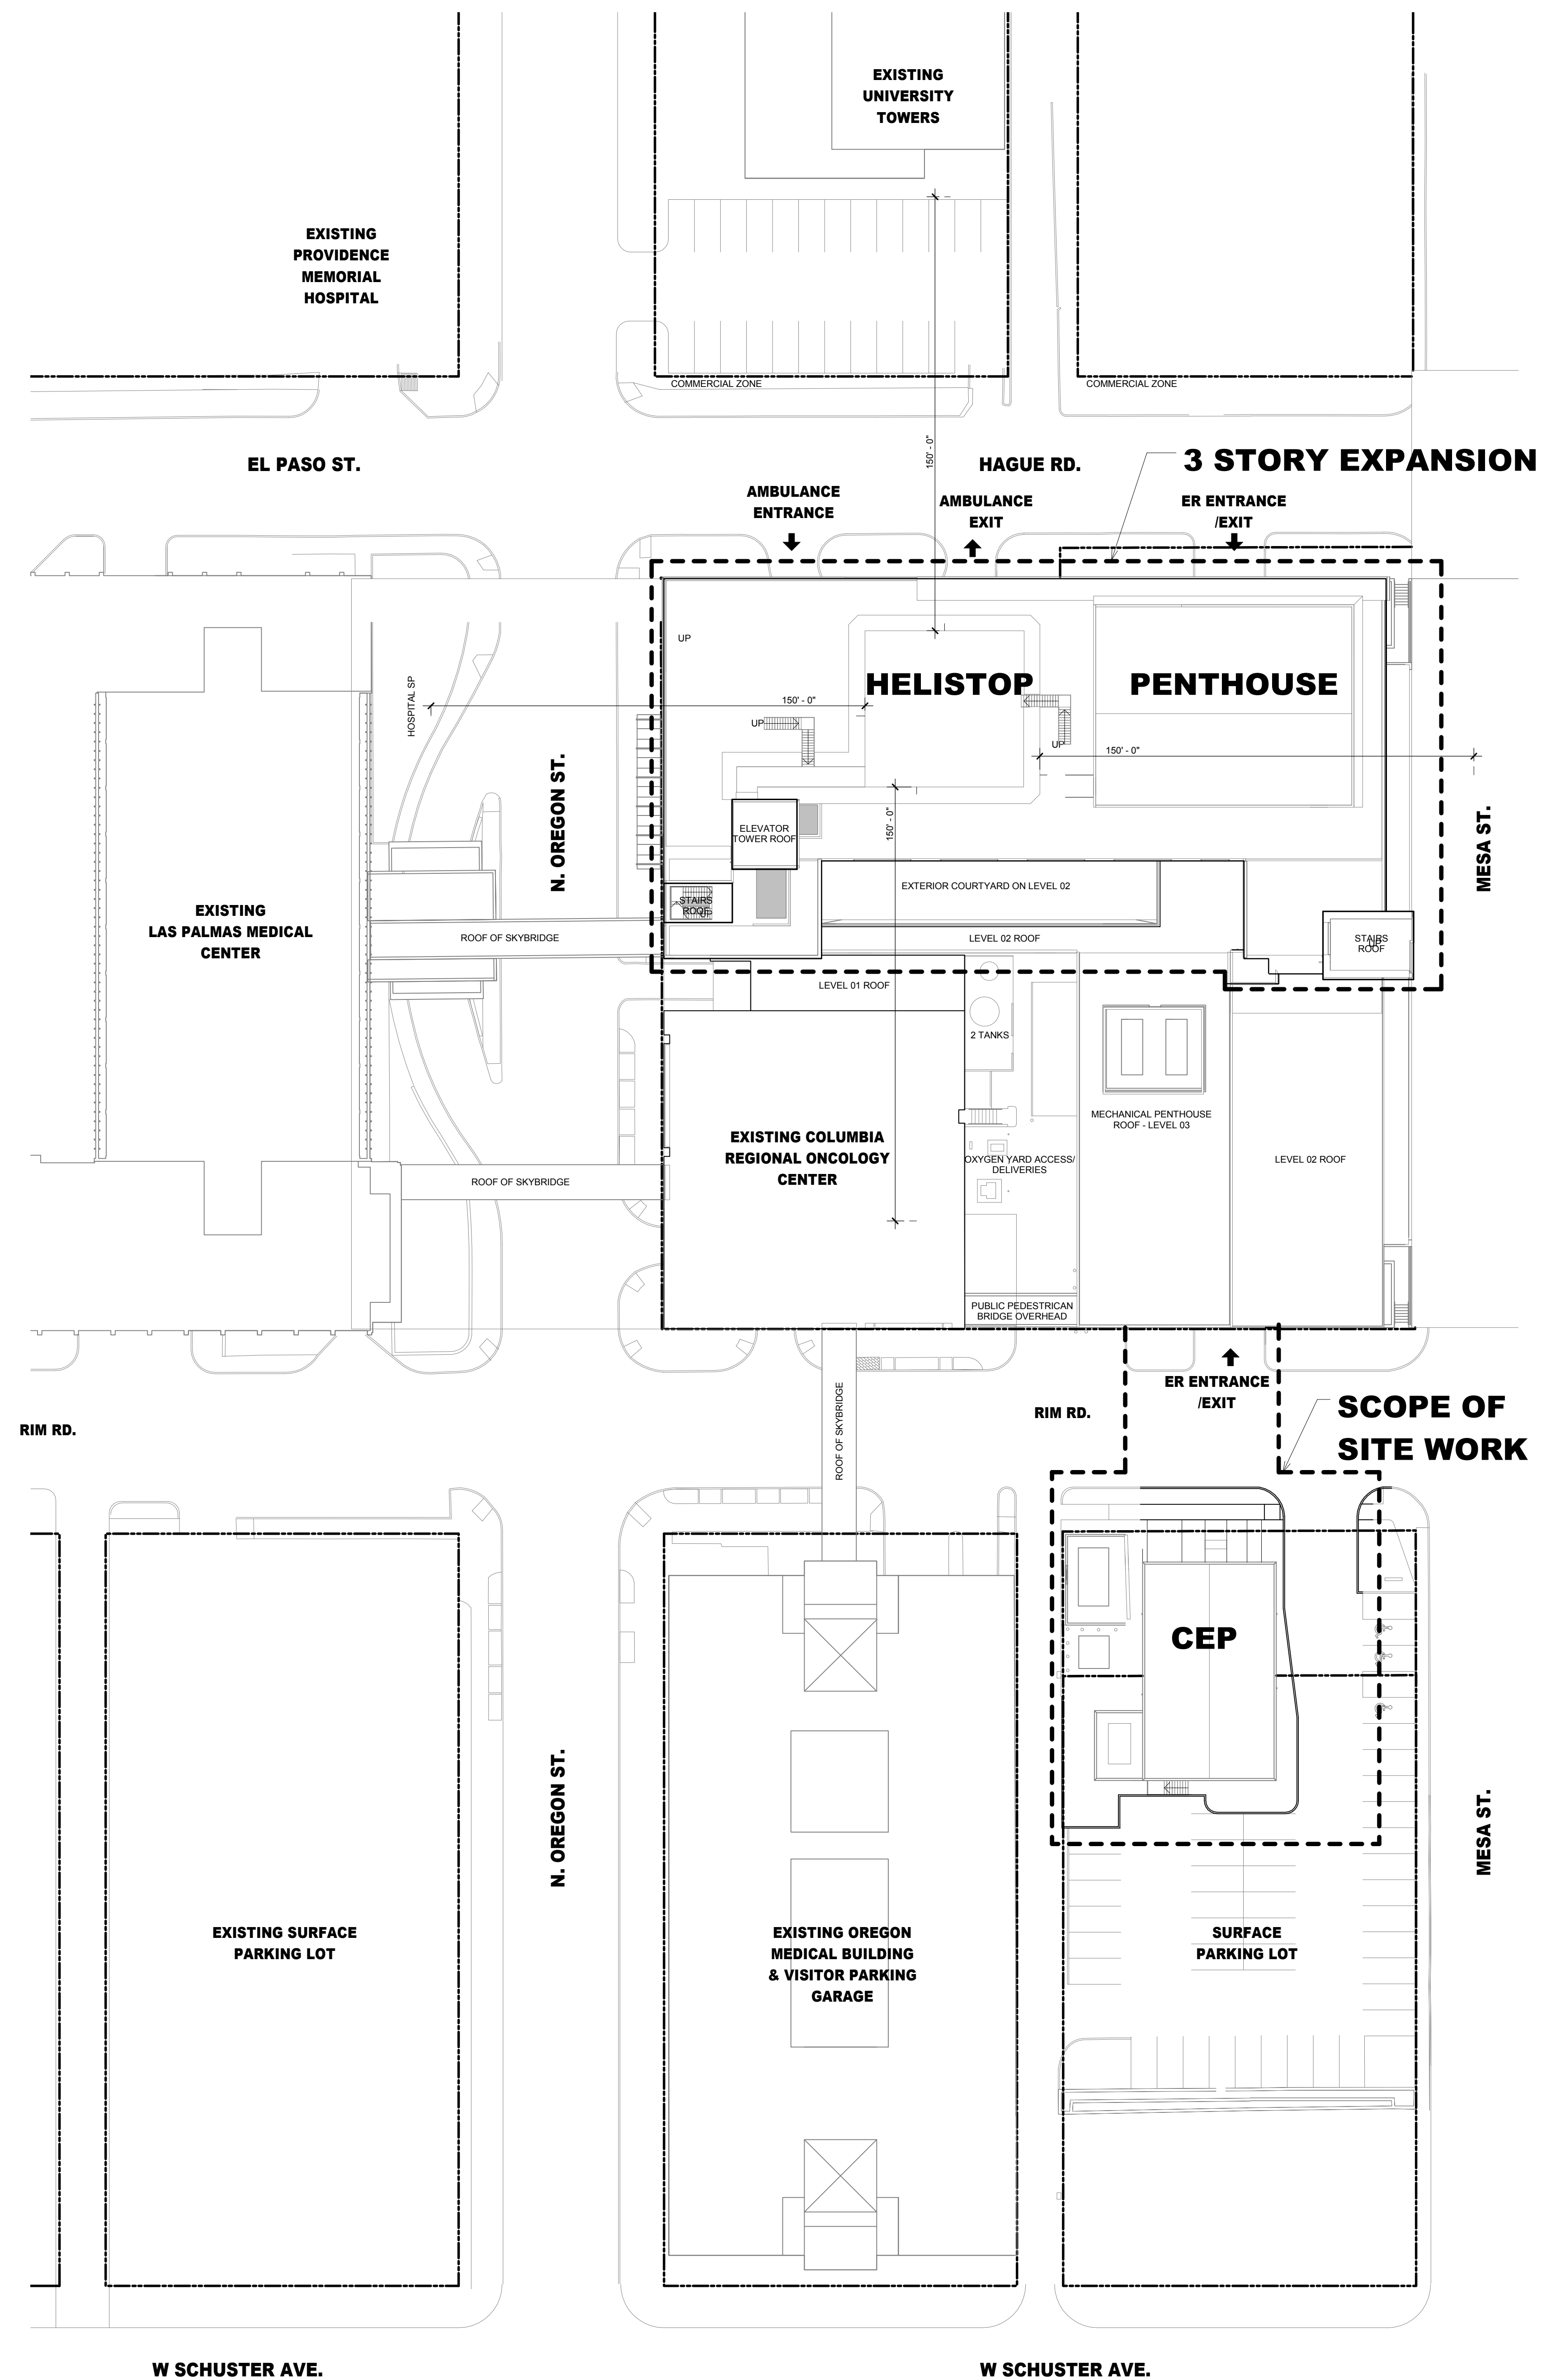 EXISTING
UNIVERSITY
TOWERS
EXISTING
PROVIDENCE
MEMORIAL
HOSPITAL
COMMERCIAL ZONE
COMMERCIAL ZONE
150' - 0"
EL PASO ST.
HAGUE RD.
3 STORY EXPANSION
AMBULANCE
ENTRANCE
AMBULANCE
EXIT
ER ENTRANCE
/EXIT
UP
HOSPITAL SP
HELISTOP
PENTHOUSE
150' - 0"
UP
UP
150' - 0"
N. OREGON ST.
150' - 0"
MESA ST.
ELEVATOR
TOWER ROOF
EXTERIOR COURTYARD ON LEVEL 02
STAIRS
ROOF
UP
EXISTING
LAS PALMAS MEDICAL
CENTER
ROOF OF SKYBRIDGE
LEVEL 02 ROOF
STAIRS
ROOF
UP
LEVEL 01 ROOF
2 TANKS
MECHANICAL PENTHOUSE
ROOF - LEVEL 03
EXISTING COLUMBIA
REGIONAL ONCOLOGY
CENTER
OXYGEN YARD ACCESS/
DELIVERIES
LEVEL 02 ROOF
ROOF OF SKYBRIDGE
PUBLIC PEDESTRICAN
BRIDGE OVERHEAD
ER ENTRANCE
/EXIT
ROOF OF SKYBRIDGE
RIM RD.
RIM RD.
SCOPE OF
SITE WORK
CEP
N. OREGON ST.
MESA ST.
EXISTING SURFACE
PARKING LOT
EXISTING OREGON
MEDICAL BUILDING
& VISITOR PARKING
GARAGE
SURFACE
PARKING LOT
W SCHUSTER AVE.
W SCHUSTER AVE.